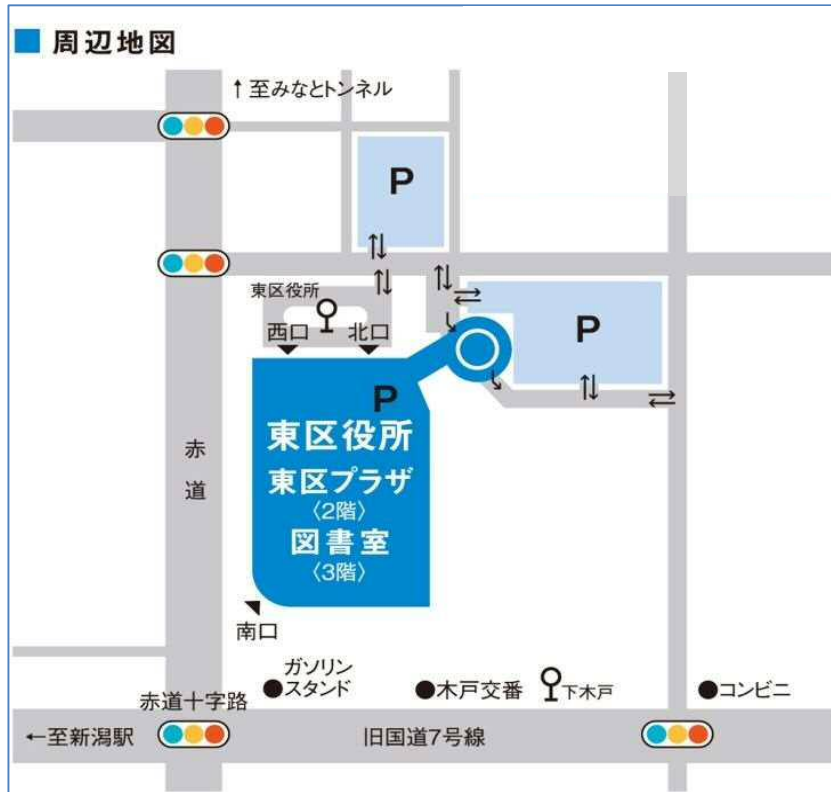 周辺地図
↑至みなとトンネル
P
東区役所
西口
北口
P
P
東区役所
東区プラザ
〈2階〉
図書室
〈3階〉
赤道
南口
ガソリン
スタンド
木戸交番
下木戸
コンビニ
赤道十字路
←至新潟駅
旧国道7号線